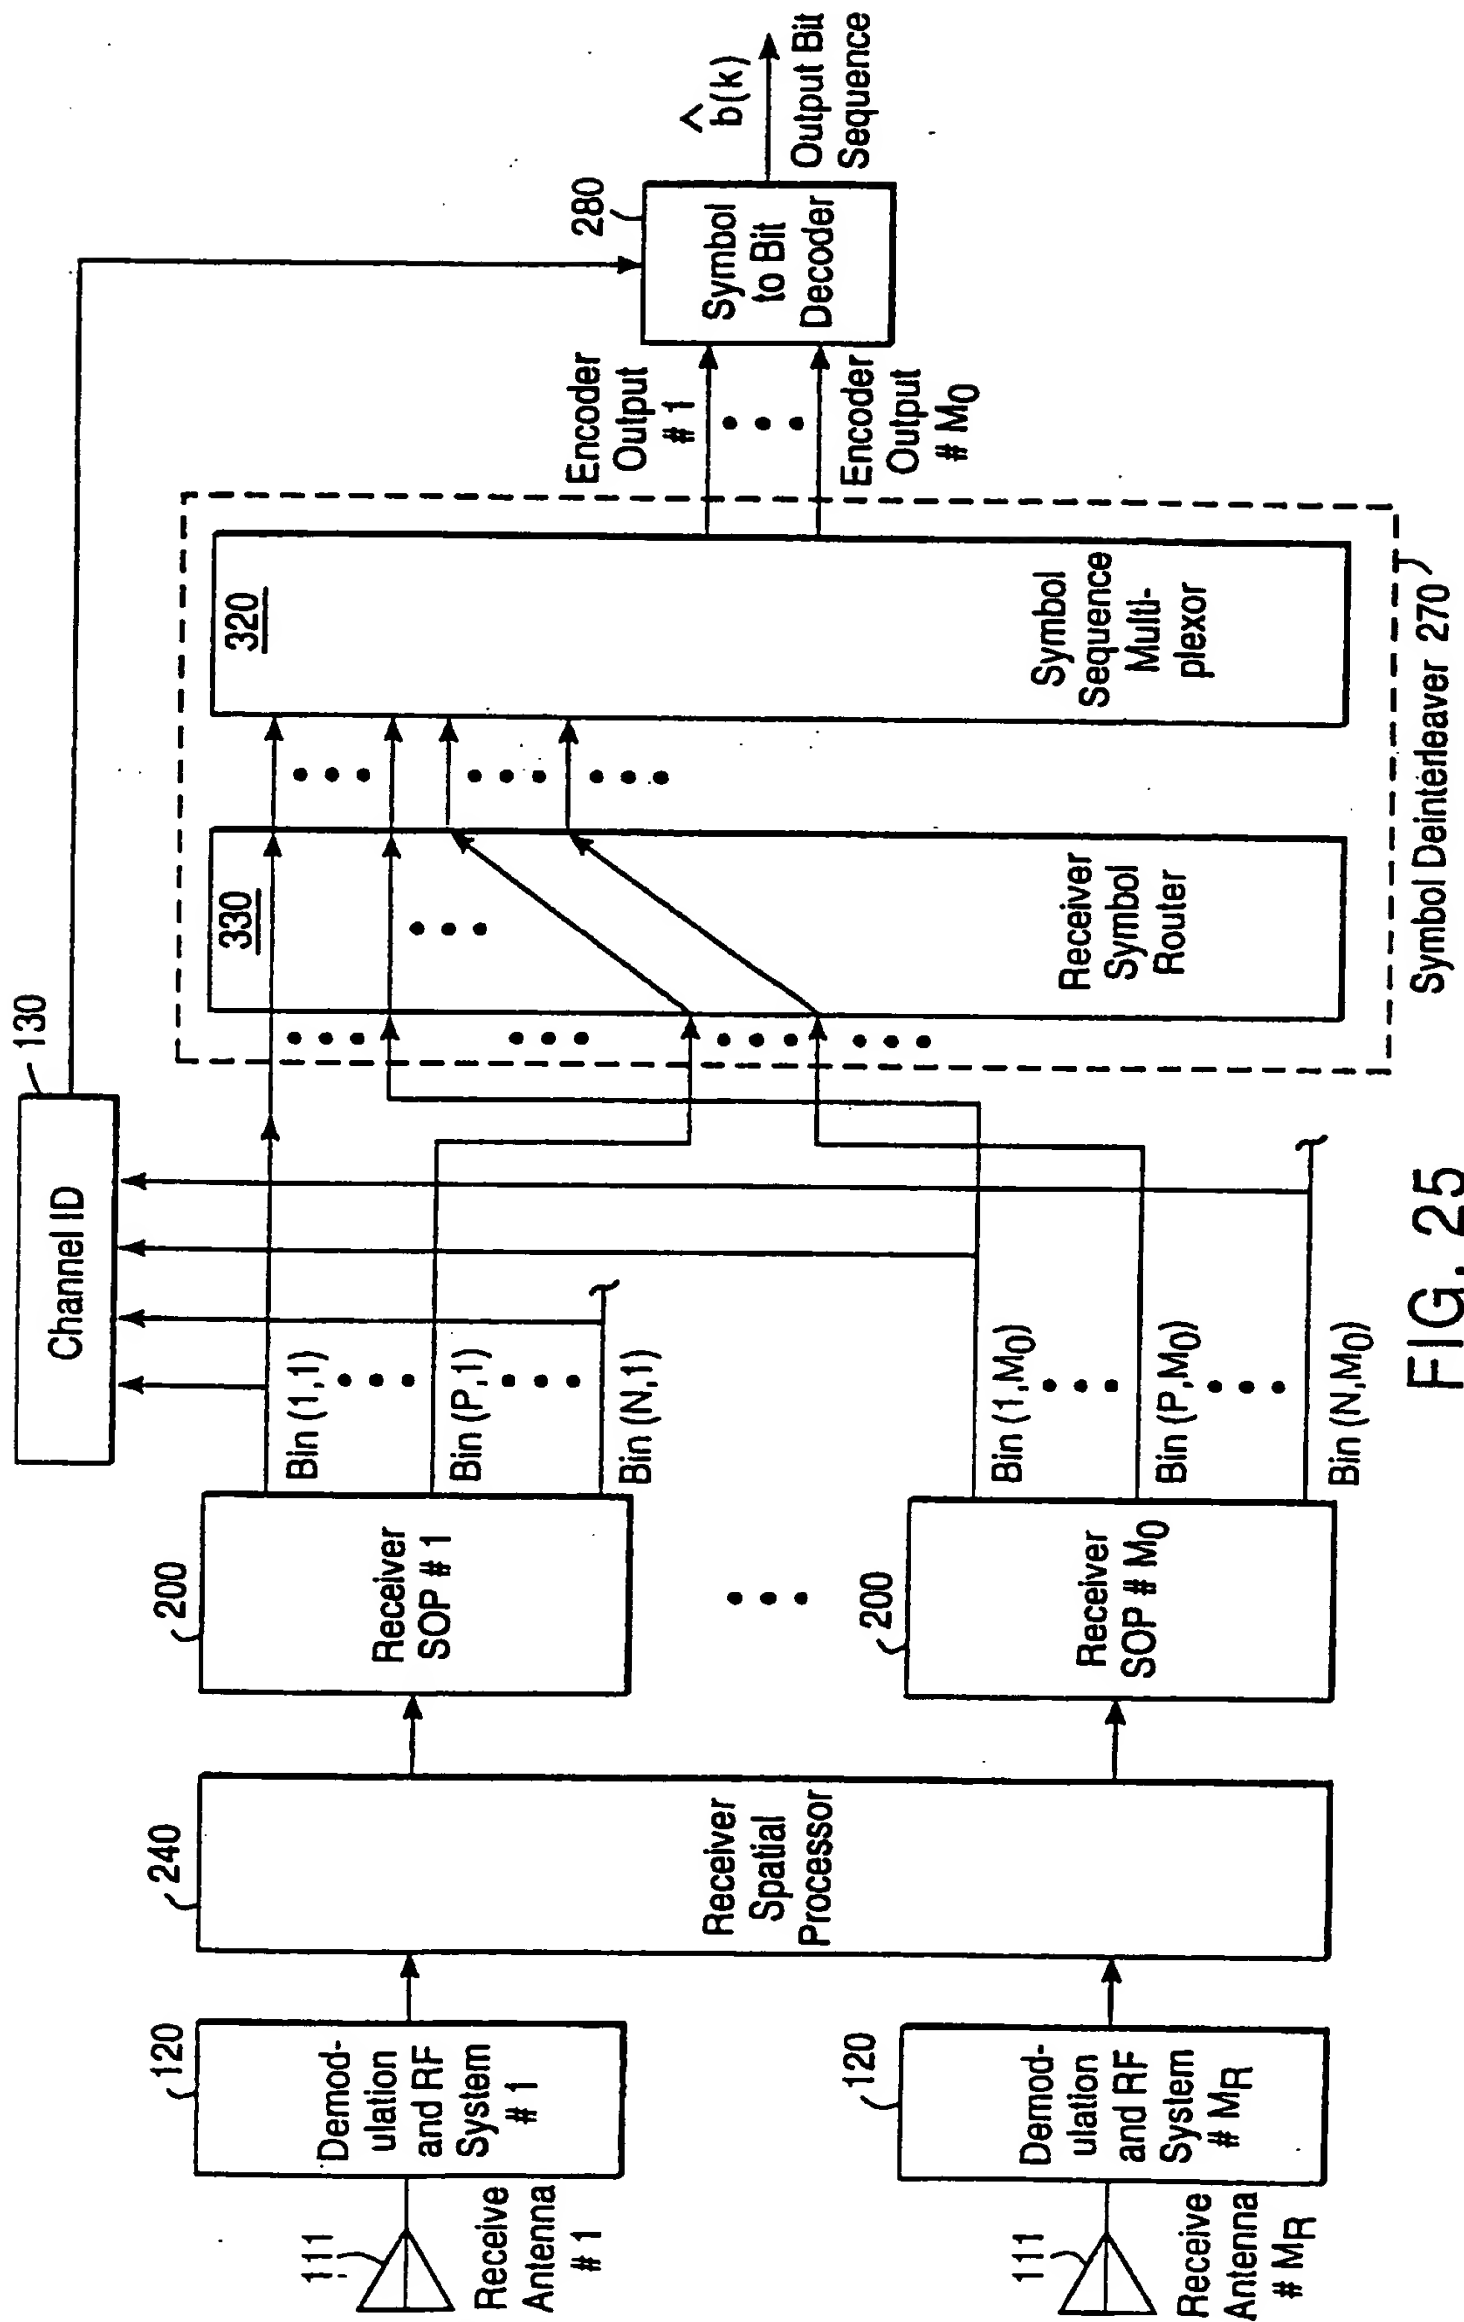 111
Receive
Antenna
# 1
120
Demod-
ulation
and RF
System
# 1
111
Receive
Antenna
# MR
120
Demod-
ulation
and RF
System
# MR
240
Receiver
Spatial
Processor
200
Receiver
SOP # 1
200
Receiver
SOP # M0
Bin (1,1)
Bin (P,1)
Bin (N,1)
Bin (1,M0)
Bin (P,M0)
Bin (N,M0)
Channel ID
130
330
Receiver
Symbol
Router
320
Symbol
Sequence
Multi-
plexor
Symbol Deinterleaver 270
Encoder
Output
# 1
Encoder
Output
# M0
280
Symbol
to Bit
Decoder
b̂(k)
Output Bit
Sequence
FIG. 25